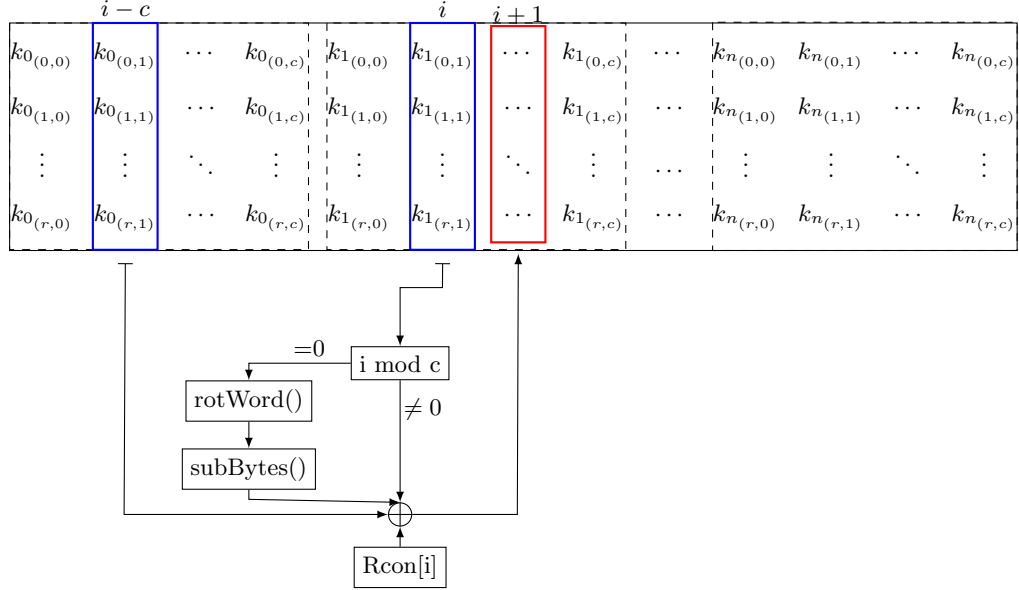 i − c i i + 1
k₀₍₀,₀₎ k₀₍₀,₁₎ ⋯ k₀₍₀,c₎ k₁₍₀,₀₎ k₁₍₀,₁₎ ⋯ k₁₍₀,c₎ ⋯ kₙ₍₀,₀₎ kₙ₍₀,₁₎ ⋯ kₙ₍₀,c₎
k₀₍₁,₀₎ k₀₍₁,₁₎ ⋯ k₀₍₁,c₎ k₁₍₁,₀₎ k₁₍₁,₁₎ ⋯ k₁₍₁,c₎ ⋯ kₙ₍₁,₀₎ kₙ₍₁,₁₎ ⋯ kₙ₍₁,c₎
⋮ ⋮ ⋱ ⋮ ⋮ ⋮ ⋱ ⋮ … ⋮ ⋮ ⋱ ⋮
k₀₍r,₀₎ k₀₍r,₁₎ ⋯ k₀₍r,c₎ k₁₍r,₀₎ k₁₍r,₁₎ ⋯ k₁₍r,c₎ ⋯ kₙ₍r,₀₎ kₙ₍r,₁₎ ⋯ kₙ₍r,c₎
=0
i mod c
rotWord()
≠ 0
subBytes()
Rcon[i]